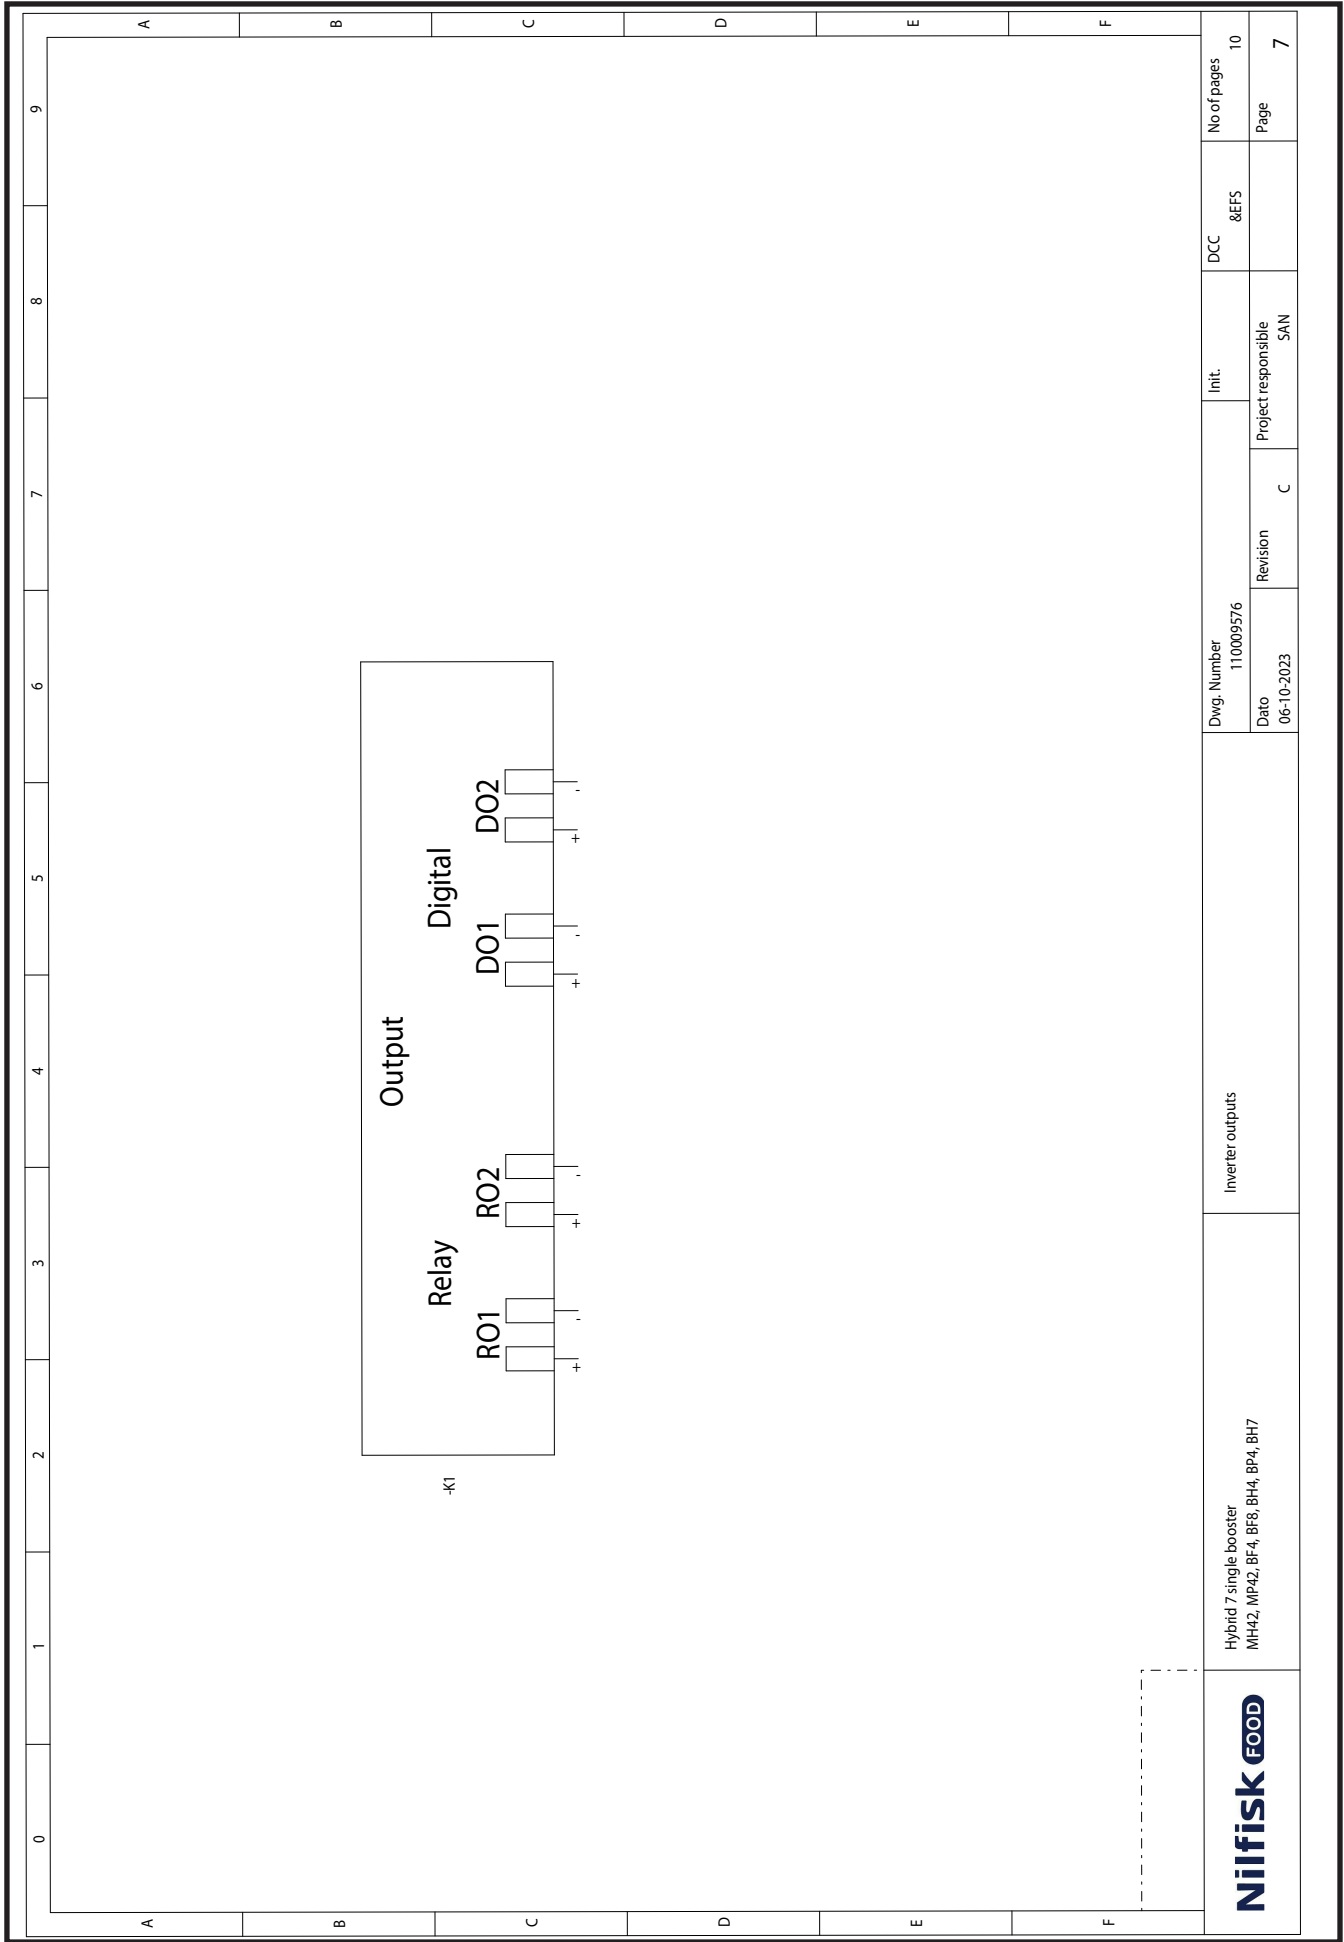 0 1 2 3 4 5 6 7 8 9
A A
B B
C C
D D
E E
F F
Output
Relay Digital
RO1 RO2 DO1 DO2
-K1
+ - + - + - + -
Nilfisk FOOD
Hybrid 7 single booster
MH42, MP42, BF4, BF8, BH4, BP4, BH7
Inverter outputs
Dwg. Number
110009576
Init.
DCC
&EFS
No of pages
10
Dato
06-10-2023
Revision
C
Project responsible
SAN
Page
7